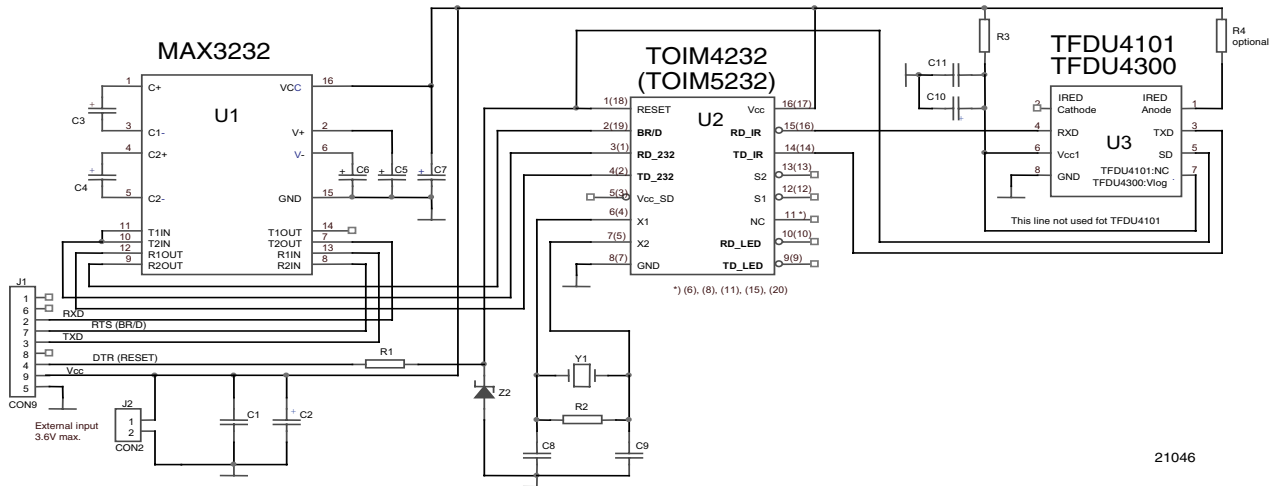 MAX3232
TOIM4232
(TOIM5232)
TFDU4101
TFDU4300
R3
R4
optional
C11
C10
1
C+
VCC
16
U1
C3
3
C1-
V+
2
4
C2+
V-
6
C4
C6
C5
C7
5
C2-
GND
15
11
T1IN
T1OUT
14
10
T2IN
T2OUT
7
12
R1OUT
R1IN
13
9
R2OUT
R2IN
8
1(18)
RESET
Vcc
16(17)
U2
2(19)
BR/D
RD_IR
15(16)
3(1)
RD_232
TD_IR
14(14)
4(2)
TD_232
S2
13(13)
5(3)
Vcc_SD
S1
12(12)
6(4)
X1
NC
11 *)
7(5)
X2
RD_LED
10(10)
8(7)
GND
TD_LED
9(9)
*) (6), (8), (11), (15), (20)
2
IRED
Cathode
IRED
Anode
1
4
RXD
TXD
3
U3
6
Vcc1
SD
5
8
GND
TFDU4101:NC
TFDU4300:Vlog
7
This line not used fot TFDU4101
J1
1
6
2
RXD
7
RTS (BR/D)
3
TXD
8
4
DTR (RESET)
R1
9
Vcc
5
CON9
External input
3.6V max.
J2
1
2
CON2
C1
C2
Z2
Y1
R2
C8
C9
21046